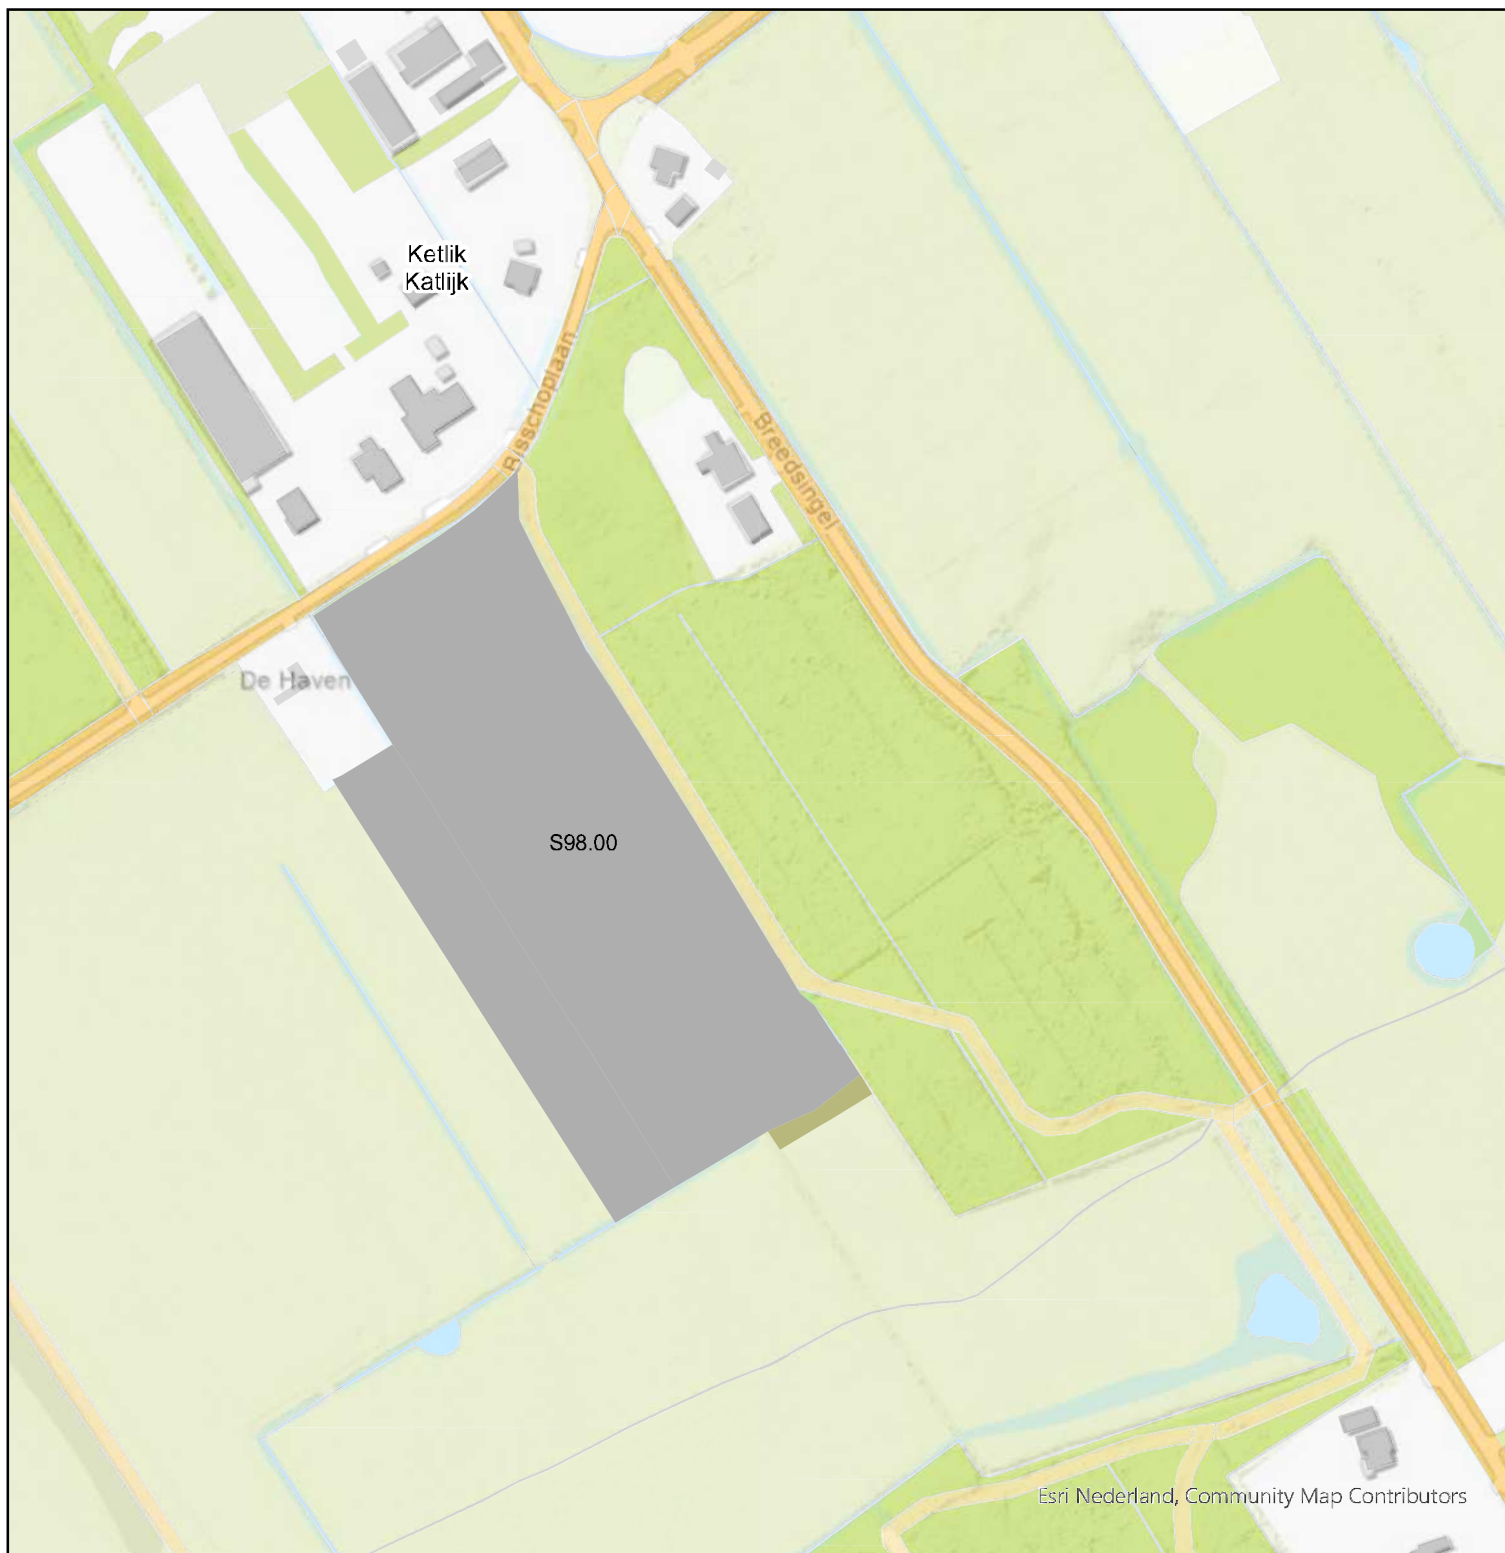 Ketlik
Katlijk
Bisschoplaan
Breedsingel
De Haven
S98.00
Esri Nederland, Community Map Contributors